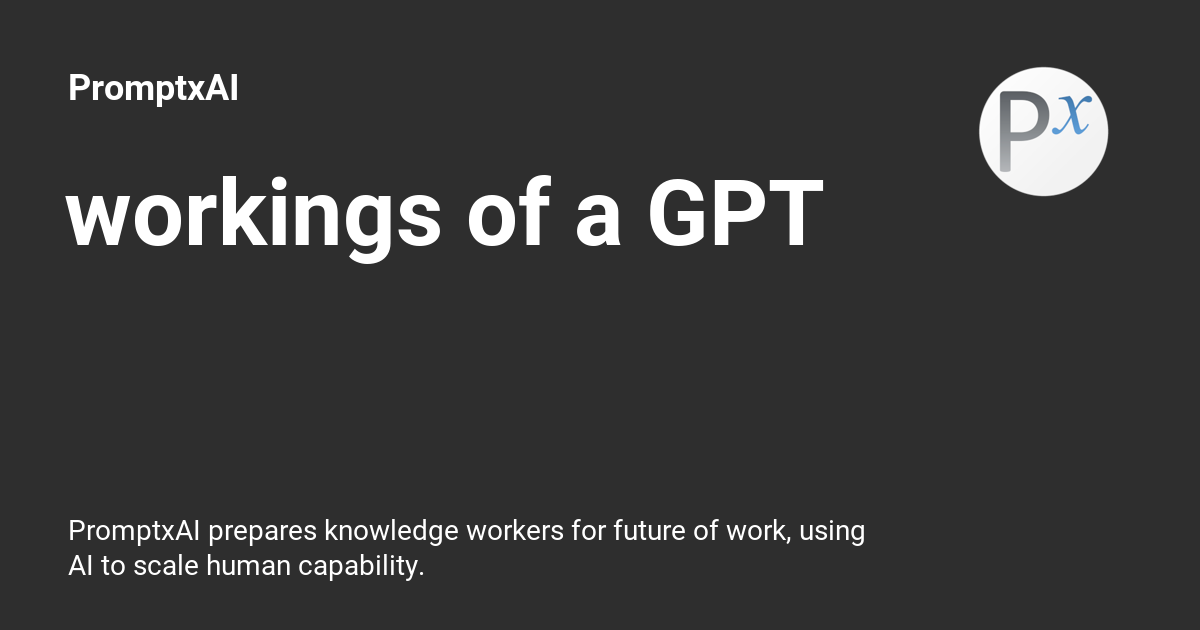 PromptxAI
Px
workings of a GPT
PromptxAI prepares knowledge workers for future of work, using
AI to scale human capability.